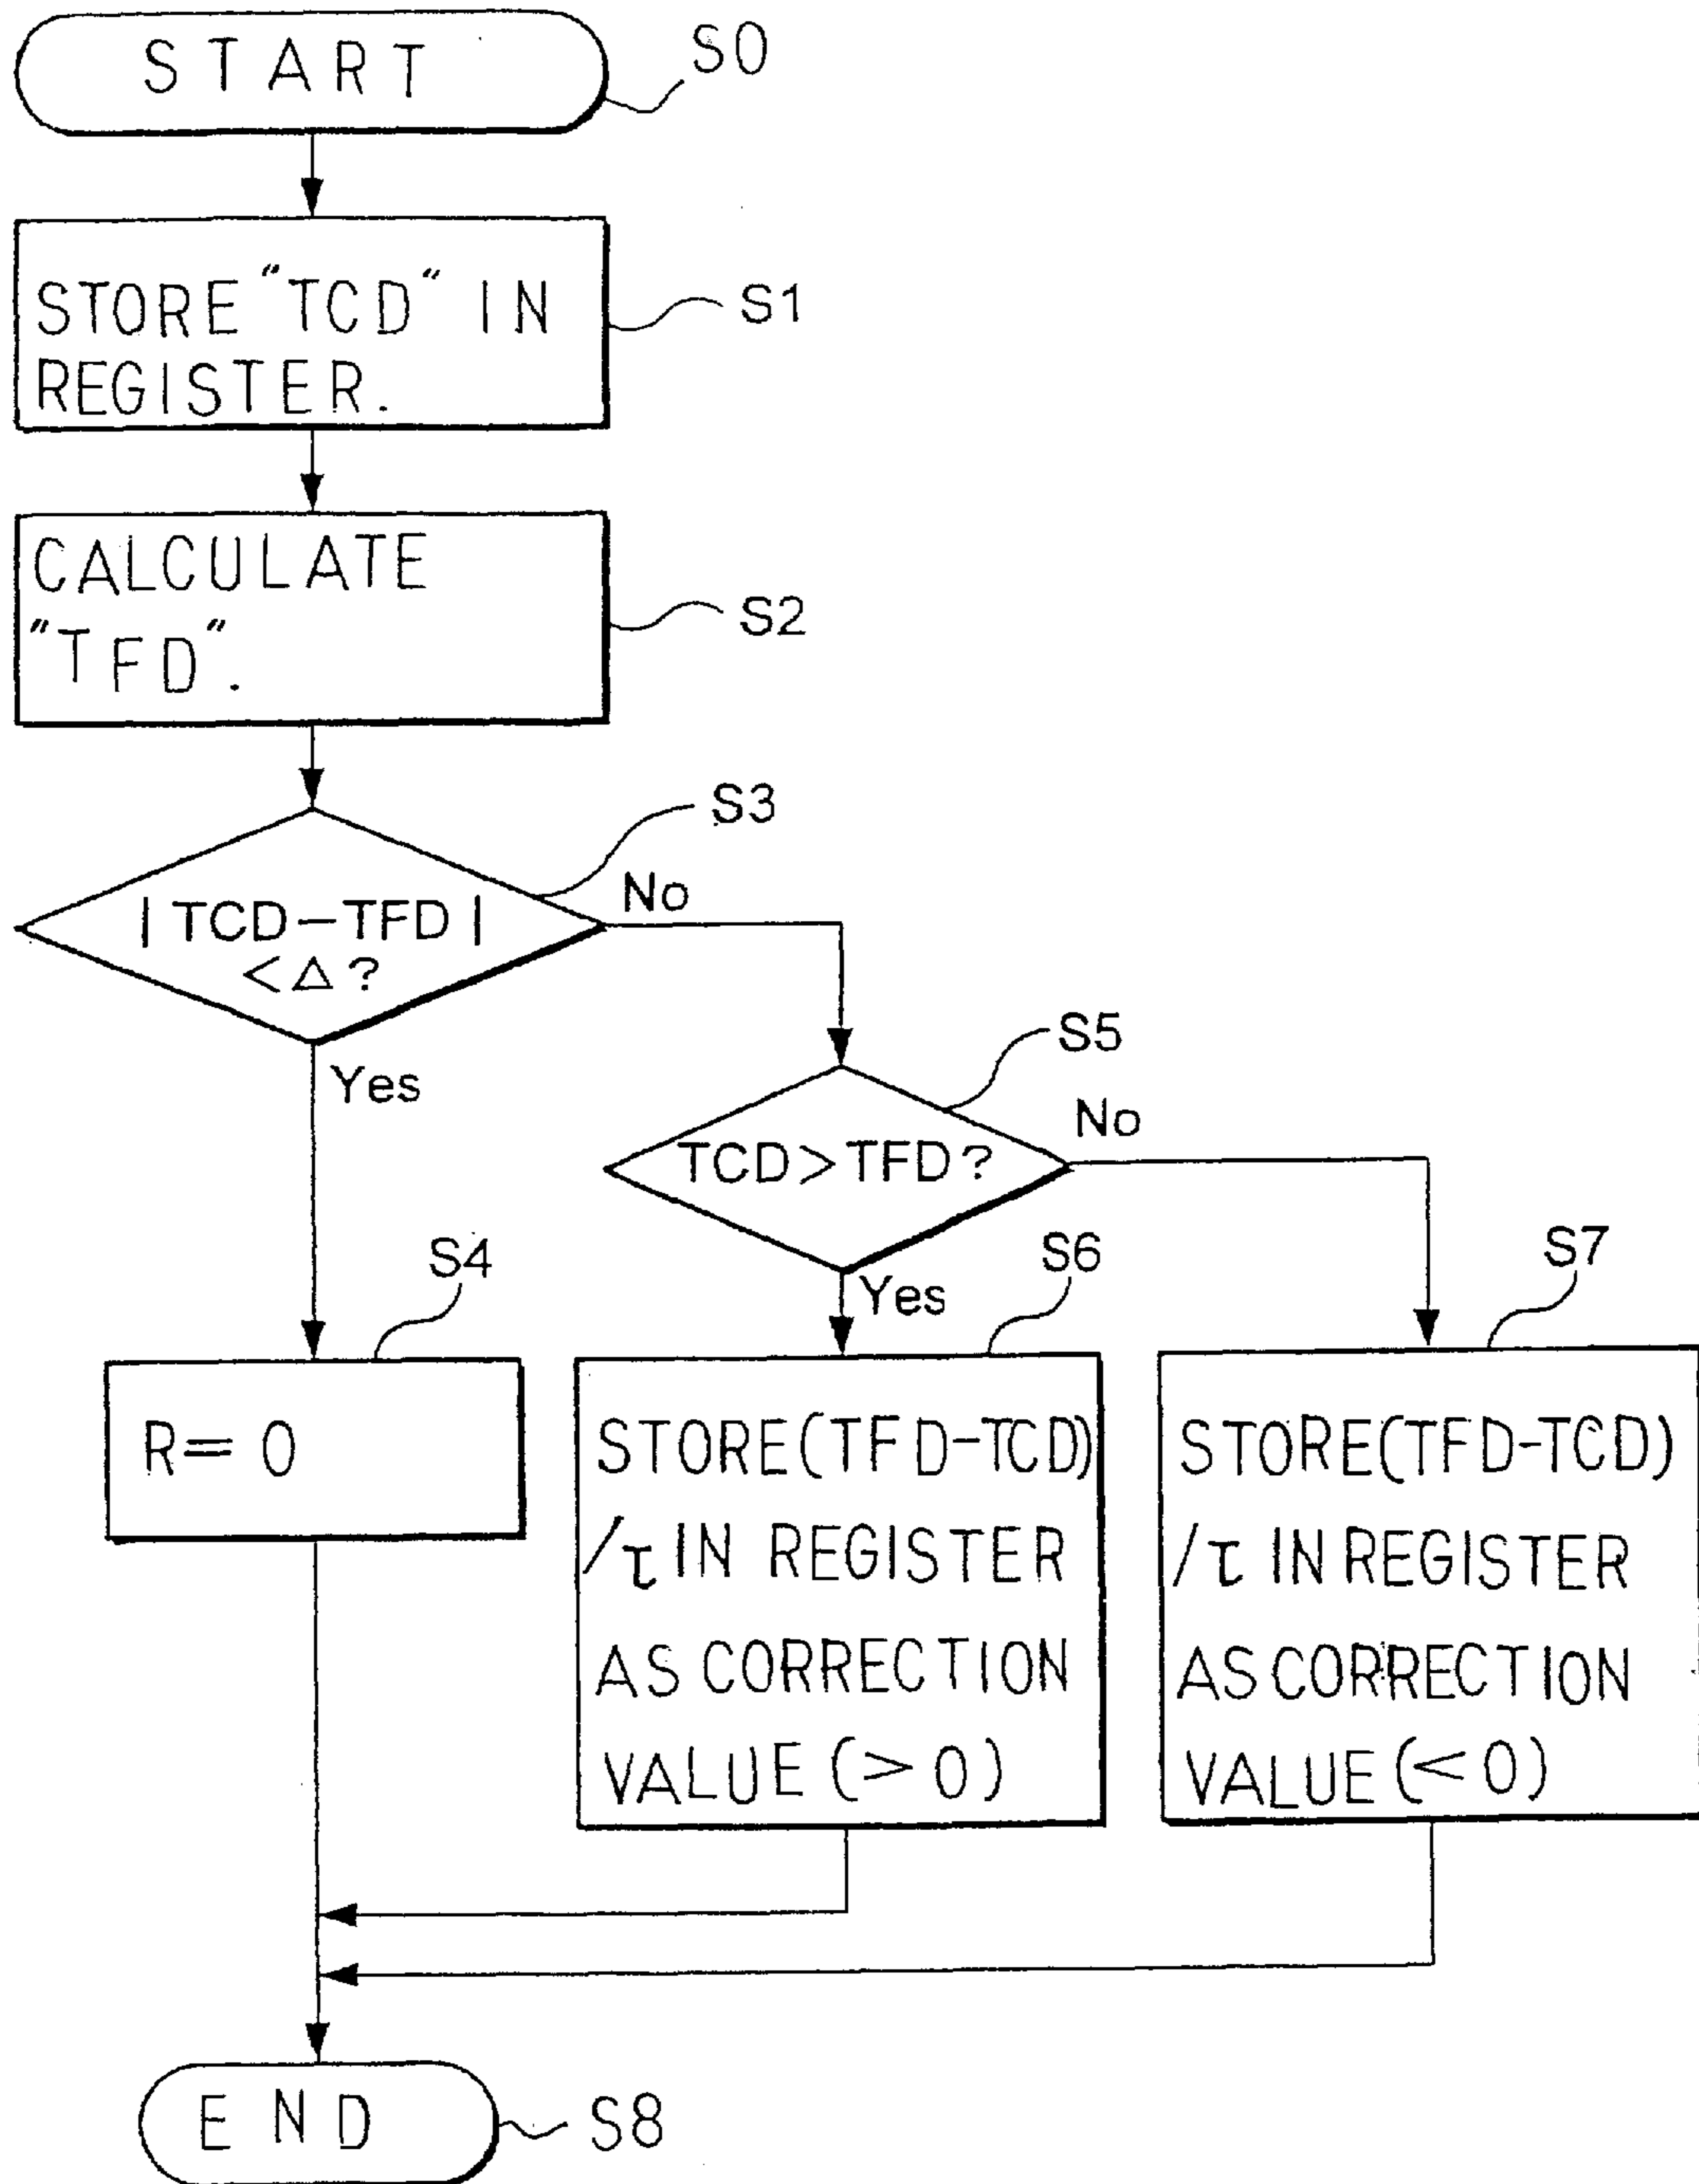 START
S0
STORE "TCD" IN
REGISTER.
S1
CALCULATE
"TFD".
S2
| TCD-TFD |
<△?
S3
No
Yes
TCD>TFD?
S5
No
Yes
R=0
S4
STORE(TFD-TCD)
/τ IN REGISTER
AS CORRECTION
VALUE (>0)
S6
STORE(TFD-TCD)
/τ IN REGISTER
AS CORRECTION
VALUE (<0)
S7
END
S8